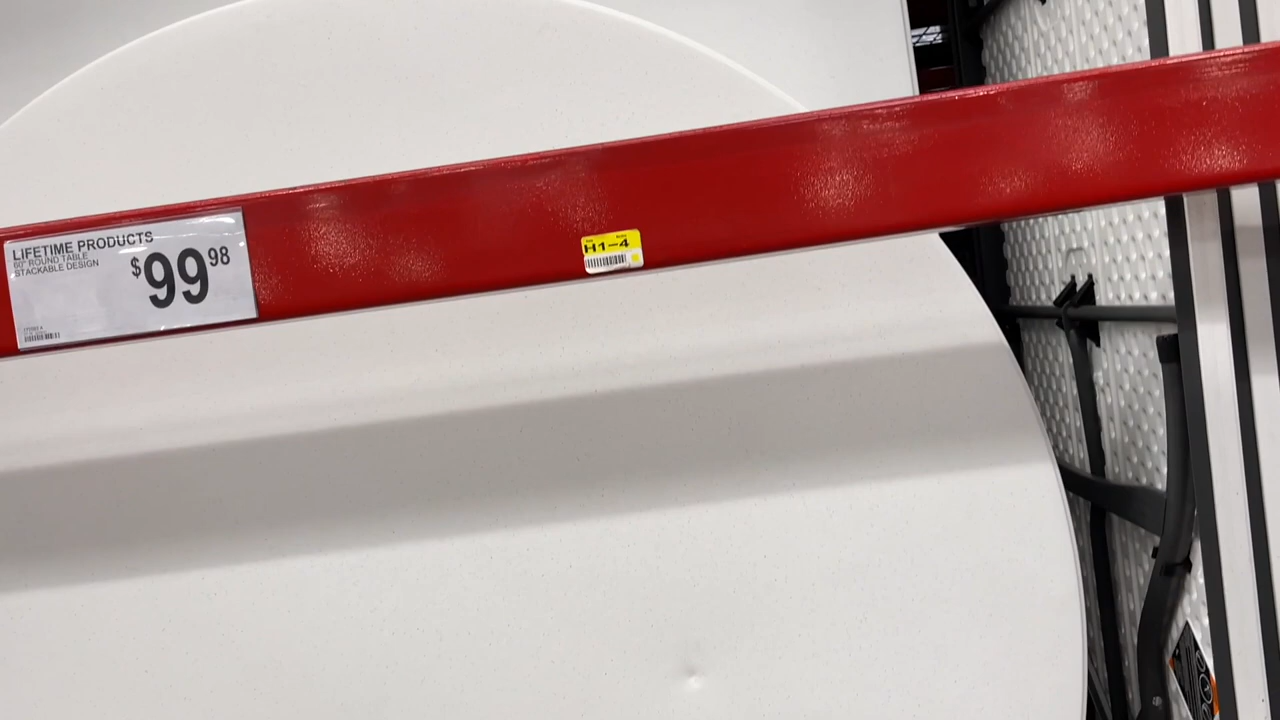 LIFETIME PRODUCTS
60" ROUND TABLE
STACKABLE DESIGN
$99.98
H1-4